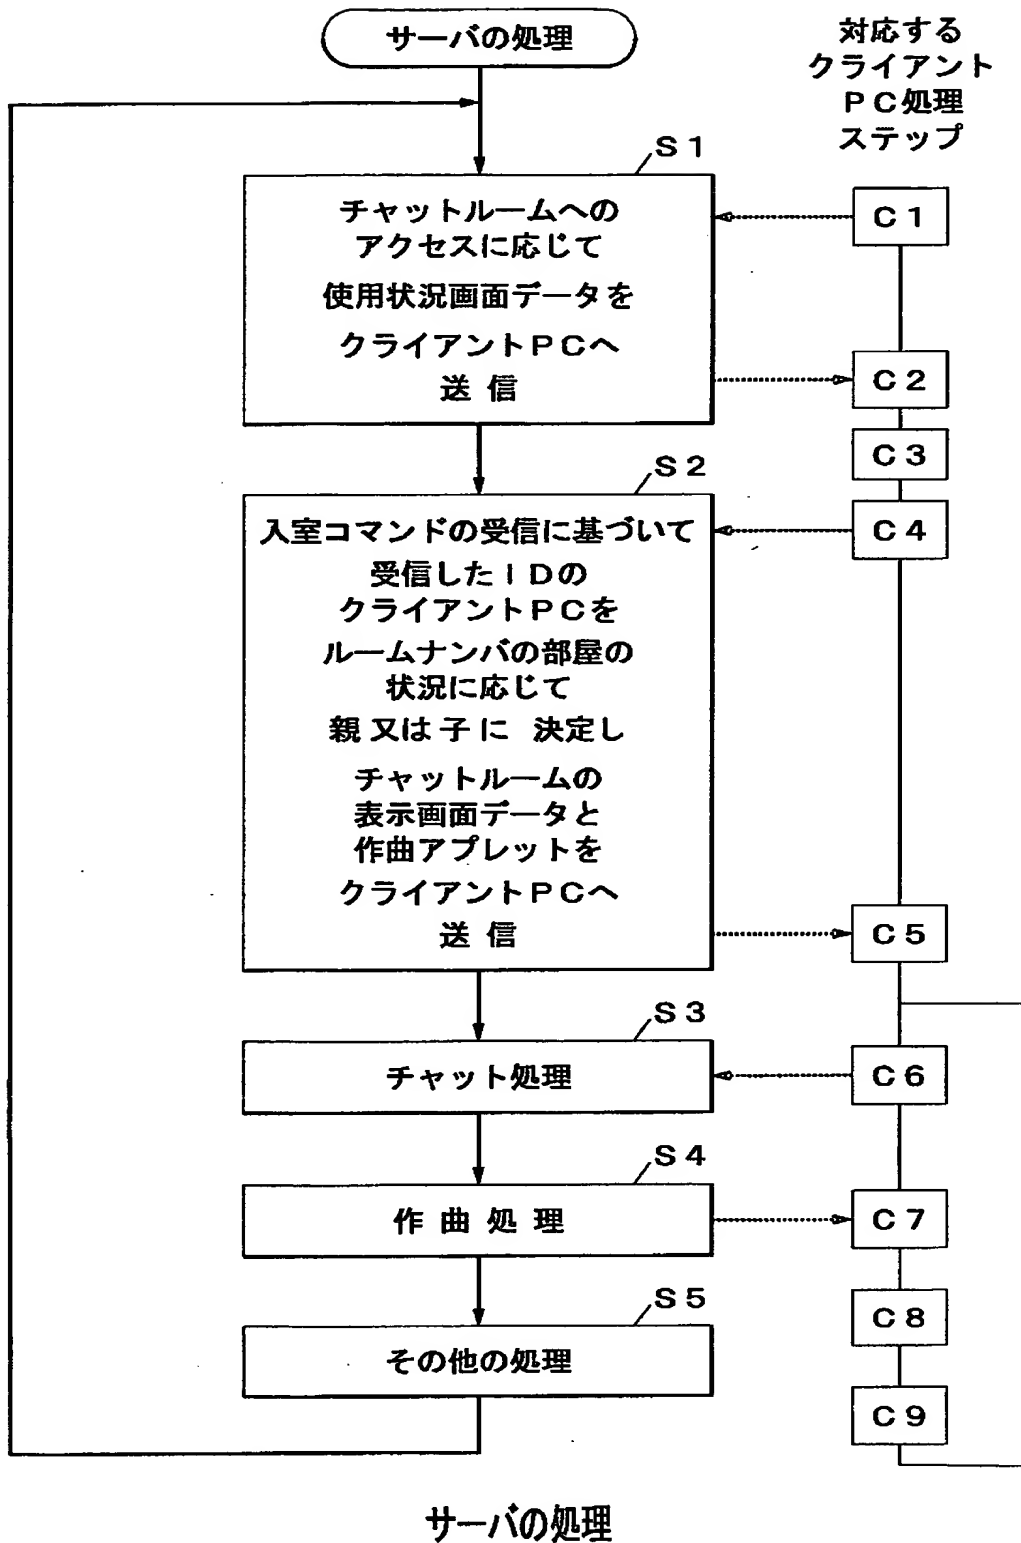 サーバの処理
対応する
クライアント
PC処理
ステップ
S1
チャットルームへの
アクセスに応じて
使用状況画面データを
クライアントPCへ
送信
C1
C2
C3
S2
入室コマンドの受信に基づいて
受信したIDの
クライアントPCを
ルームナンバの部屋の
状況に応じて
親又は子に 決定し
チャットルームの
表示画面データと
作曲アプレットを
クライアントPCへ
送信
C4
C5
S3
チャット処理
C6
S4
作曲処理
C7
S5
その他の処理
C8
C9
サーバの処理